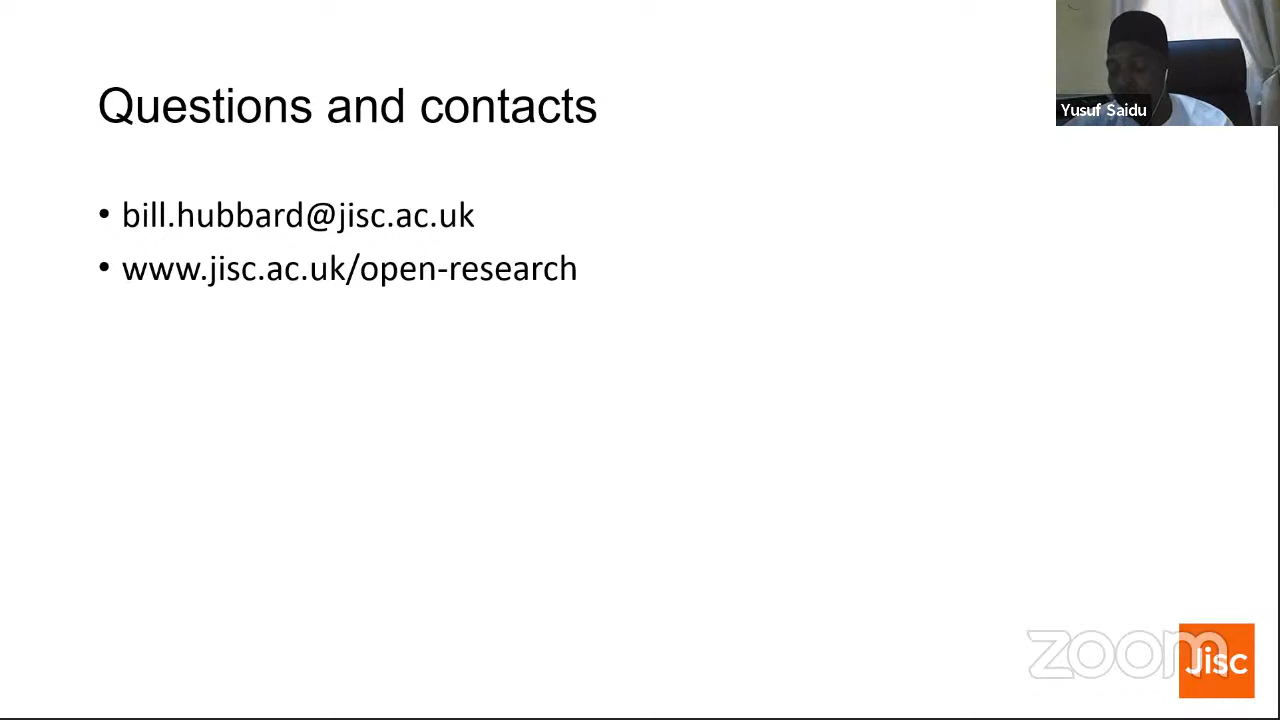 Questions and contacts
• bill.hubbard@jisc.ac.uk
• www.jisc.ac.uk/open-research
Yusuf Saidu
zoom
Jisc